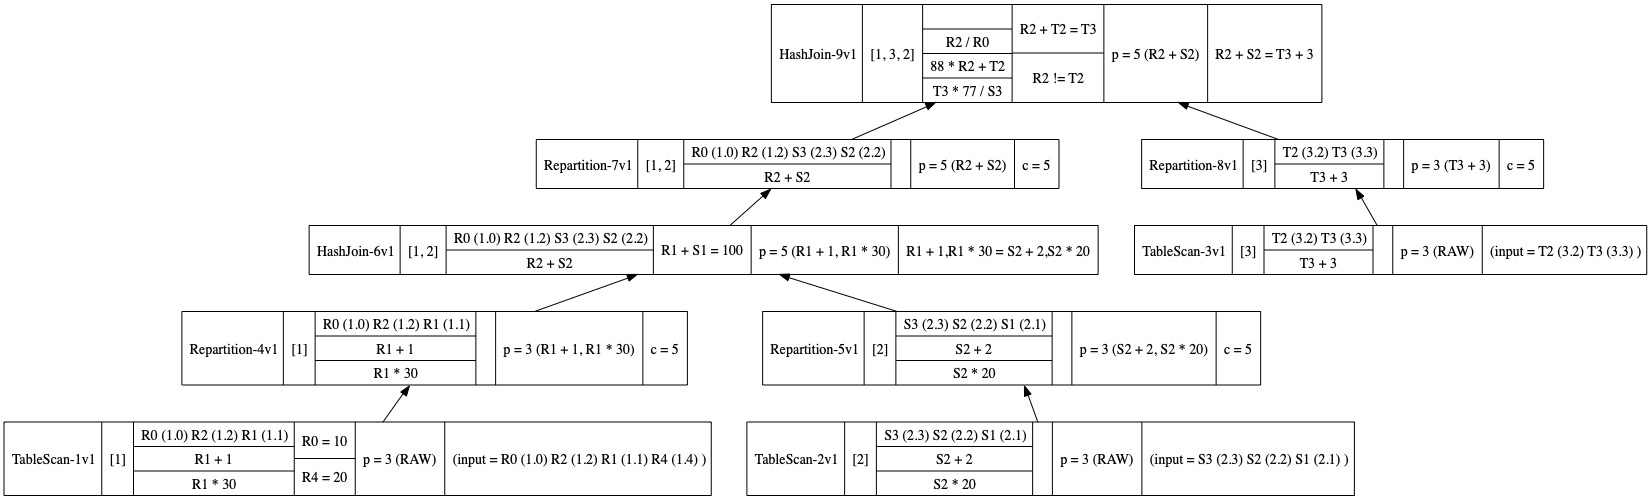 HashJoin-9v1
[1, 3, 2]
R2 / R0
88 * R2 + T2
T3 * 77 / S3
R2 + T2 = T3
R2 != T2
p = 5 (R2 + S2)
R2 + S2 = T3 + 3
Repartition-7v1
[1, 2]
R0 (1.0) R2 (1.2) S3 (2.3) S2 (2.2)
R2 + S2
p = 5 (R2 + S2)
c = 5
Repartition-8v1
[3]
T2 (3.2) T3 (3.3)
T3 + 3
p = 3 (T3 + 3)
c = 5
HashJoin-6v1
[1, 2]
R0 (1.0) R2 (1.2) S3 (2.3) S2 (2.2)
R2 + S2
R1 + S1 = 100
p = 5 (R1 + 1, R1 * 30)
R1 + 1,R1 * 30 = S2 + 2,S2 * 20
TableScan-3v1
[3]
T2 (3.2) T3 (3.3)
T3 + 3
p = 3 (RAW)
(input = T2 (3.2) T3 (3.3) )
Repartition-4v1
[1]
R0 (1.0) R2 (1.2) R1 (1.1)
R1 + 1
R1 * 30
p = 3 (R1 + 1, R1 * 30)
c = 5
Repartition-5v1
[2]
S3 (2.3) S2 (2.2) S1 (2.1)
S2 + 2
S2 * 20
p = 3 (S2 + 2, S2 * 20)
c = 5
TableScan-1v1
[1]
R0 (1.0) R2 (1.2) R1 (1.1)
R1 + 1
R1 * 30
R0 = 10
R4 = 20
p = 3 (RAW)
(input = R0 (1.0) R2 (1.2) R1 (1.1) R4 (1.4) )
TableScan-2v1
[2]
S3 (2.3) S2 (2.2) S1 (2.1)
S2 + 2
S2 * 20
p = 3 (RAW)
(input = S3 (2.3) S2 (2.2) S1 (2.1) )